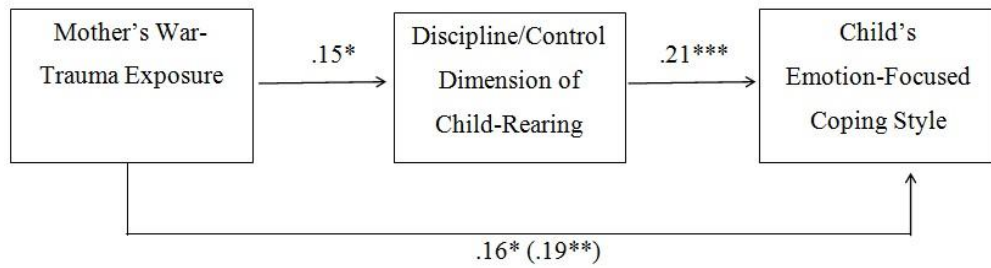 Mother's War-
Trauma Exposure
.15*
Discipline/Control
Dimension of
Child-Rearing
.21***
Child's
Emotion-Focused
Coping Style
.16* (.19**)